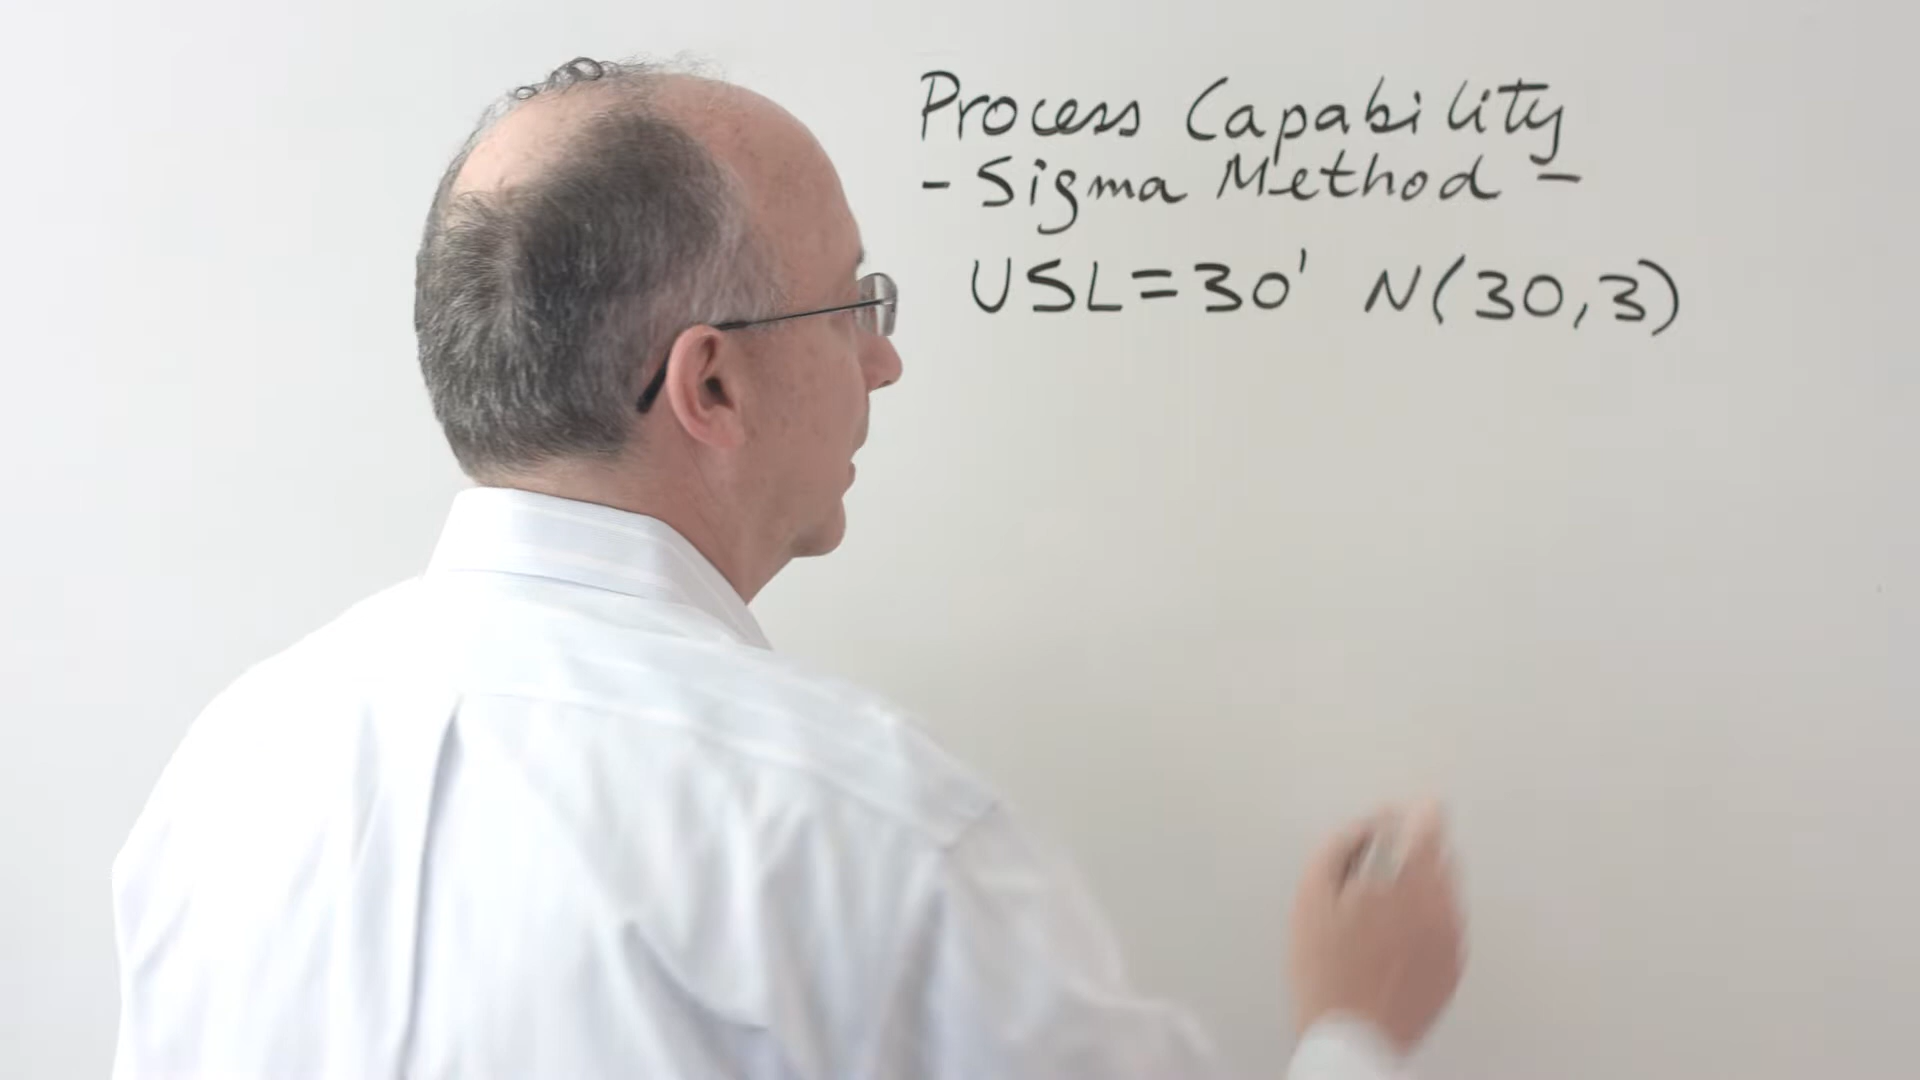 Process Capability
- Sigma Method -
USL=30' N(30,3)